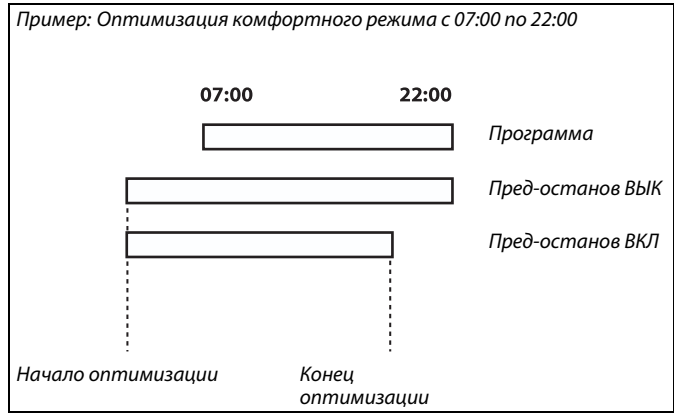 Пример: Оптимизация комфортного режима с 07:00 по 22:00
07:00 22:00
Программа
Пред-останов ВЫК
Пред-останов ВКЛ
Начало оптимизации Конец
оптимизации